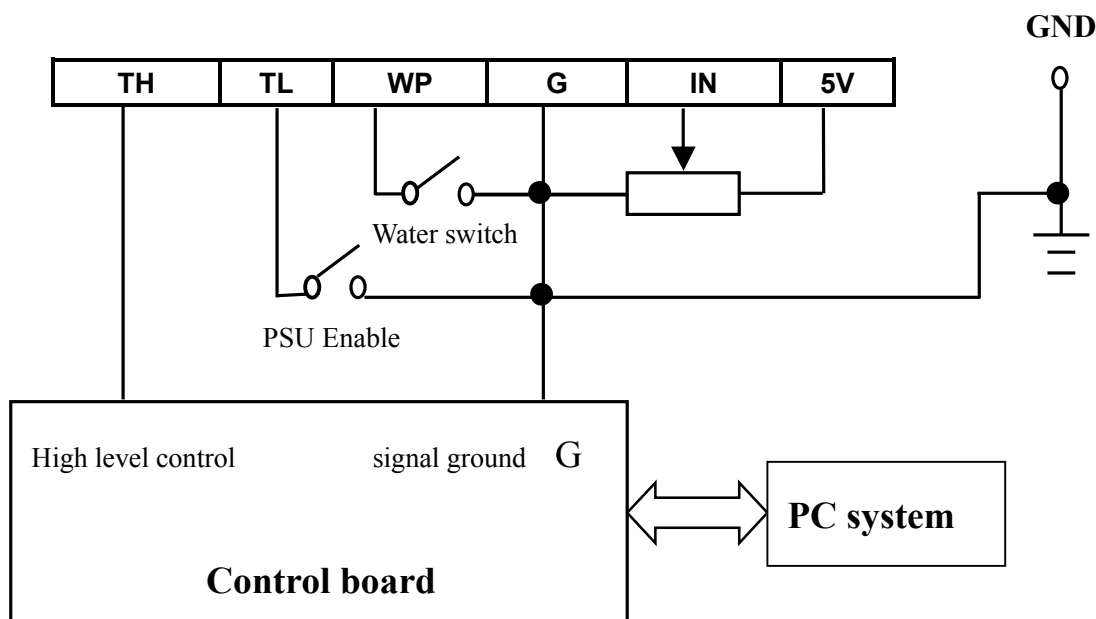 GND
TH TL WP G IN 5V
Water switch
PSU Enable
High level control signal ground G
PC system
Control board